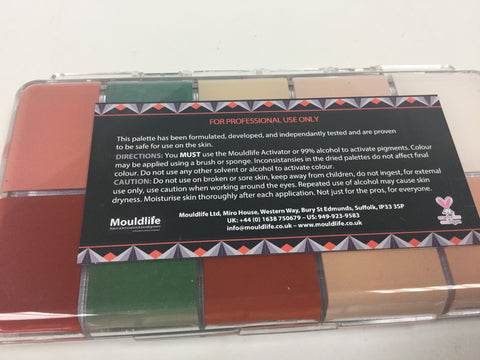 FOR PROFESSIONAL USE ONLY
This palette has been formulated, developed, and independantly tested and are proven
to be safe for use on the skin.
DIRECTIONS: You MUST use the Mouldlife Activator or 99% alcohol to activate pigments. Colour
may be applied using a brush or sponge. Inconsistansies in the dried palettes do not affect final
colour. Do not use any other solvent or alcohol to activate colour.
CAUTION: Do not use on broken or sore skin, keep away from children, do not ingest, for external
use only, use caution when working around the eyes. Repeated use of alcohol may cause skin
dryness. Moisturise skin thoroughly after each application. Not just for the pros, for everyone.
Mouldlife
Mouldlife Ltd, Miro House, Western Way, Bury St Edmunds, Suffolk, IP33 3SP
UK: +44 (0) 1638 750679 – US: 949-923-9583
info@mouldlife.co.uk – www.mouldlife.co.uk